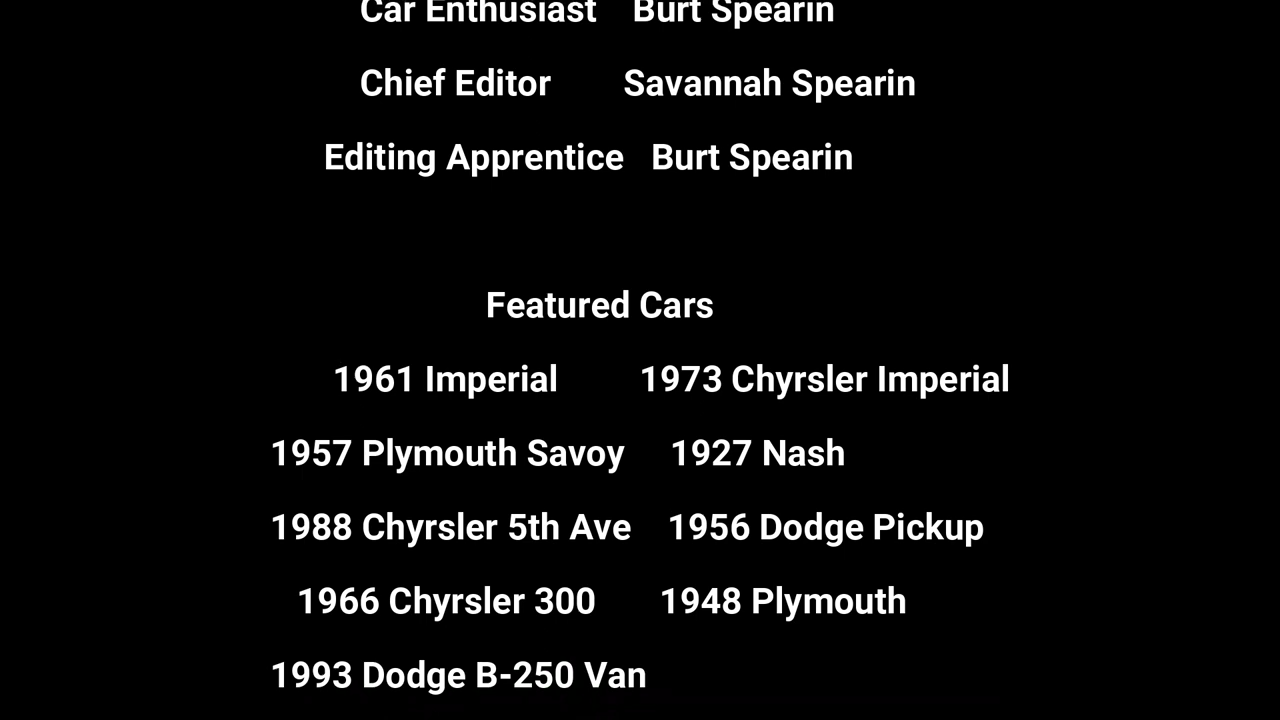 Car Enthusiast Burt Spearin
Chief Editor Savannah Spearin
Editing Apprentice Burt Spearin
Featured Cars
1961 Imperial 1973 Chyrsler Imperial
1957 Plymouth Savoy 1927 Nash
1988 Chyrsler 5th Ave 1956 Dodge Pickup
1966 Chyrsler 300 1948 Plymouth
1993 Dodge B-250 Van